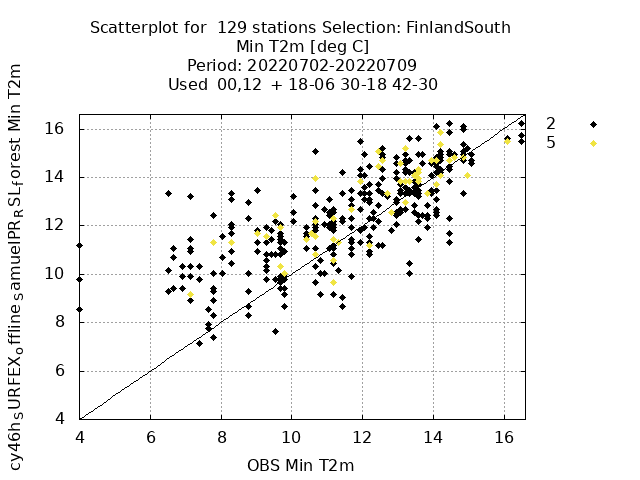 Scatterplot for 129 stations Selection: FinlandSouth
Min T2m [deg C]
Period: 20220702-20220709
Used 00,12 + 18-06 30-18 42-30
cy46h_SURFEX_offline_samuelPR_RSL_forest Min T2m
16
14
12
10
8
6
4
4 6 8 10 12 14 16
OBS Min T2m
2
5